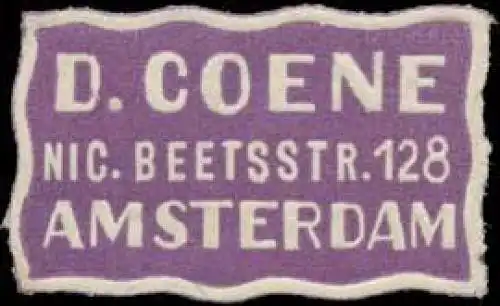 D. COENE
NIC. BEETSSTR. 128
AMSTERDAM